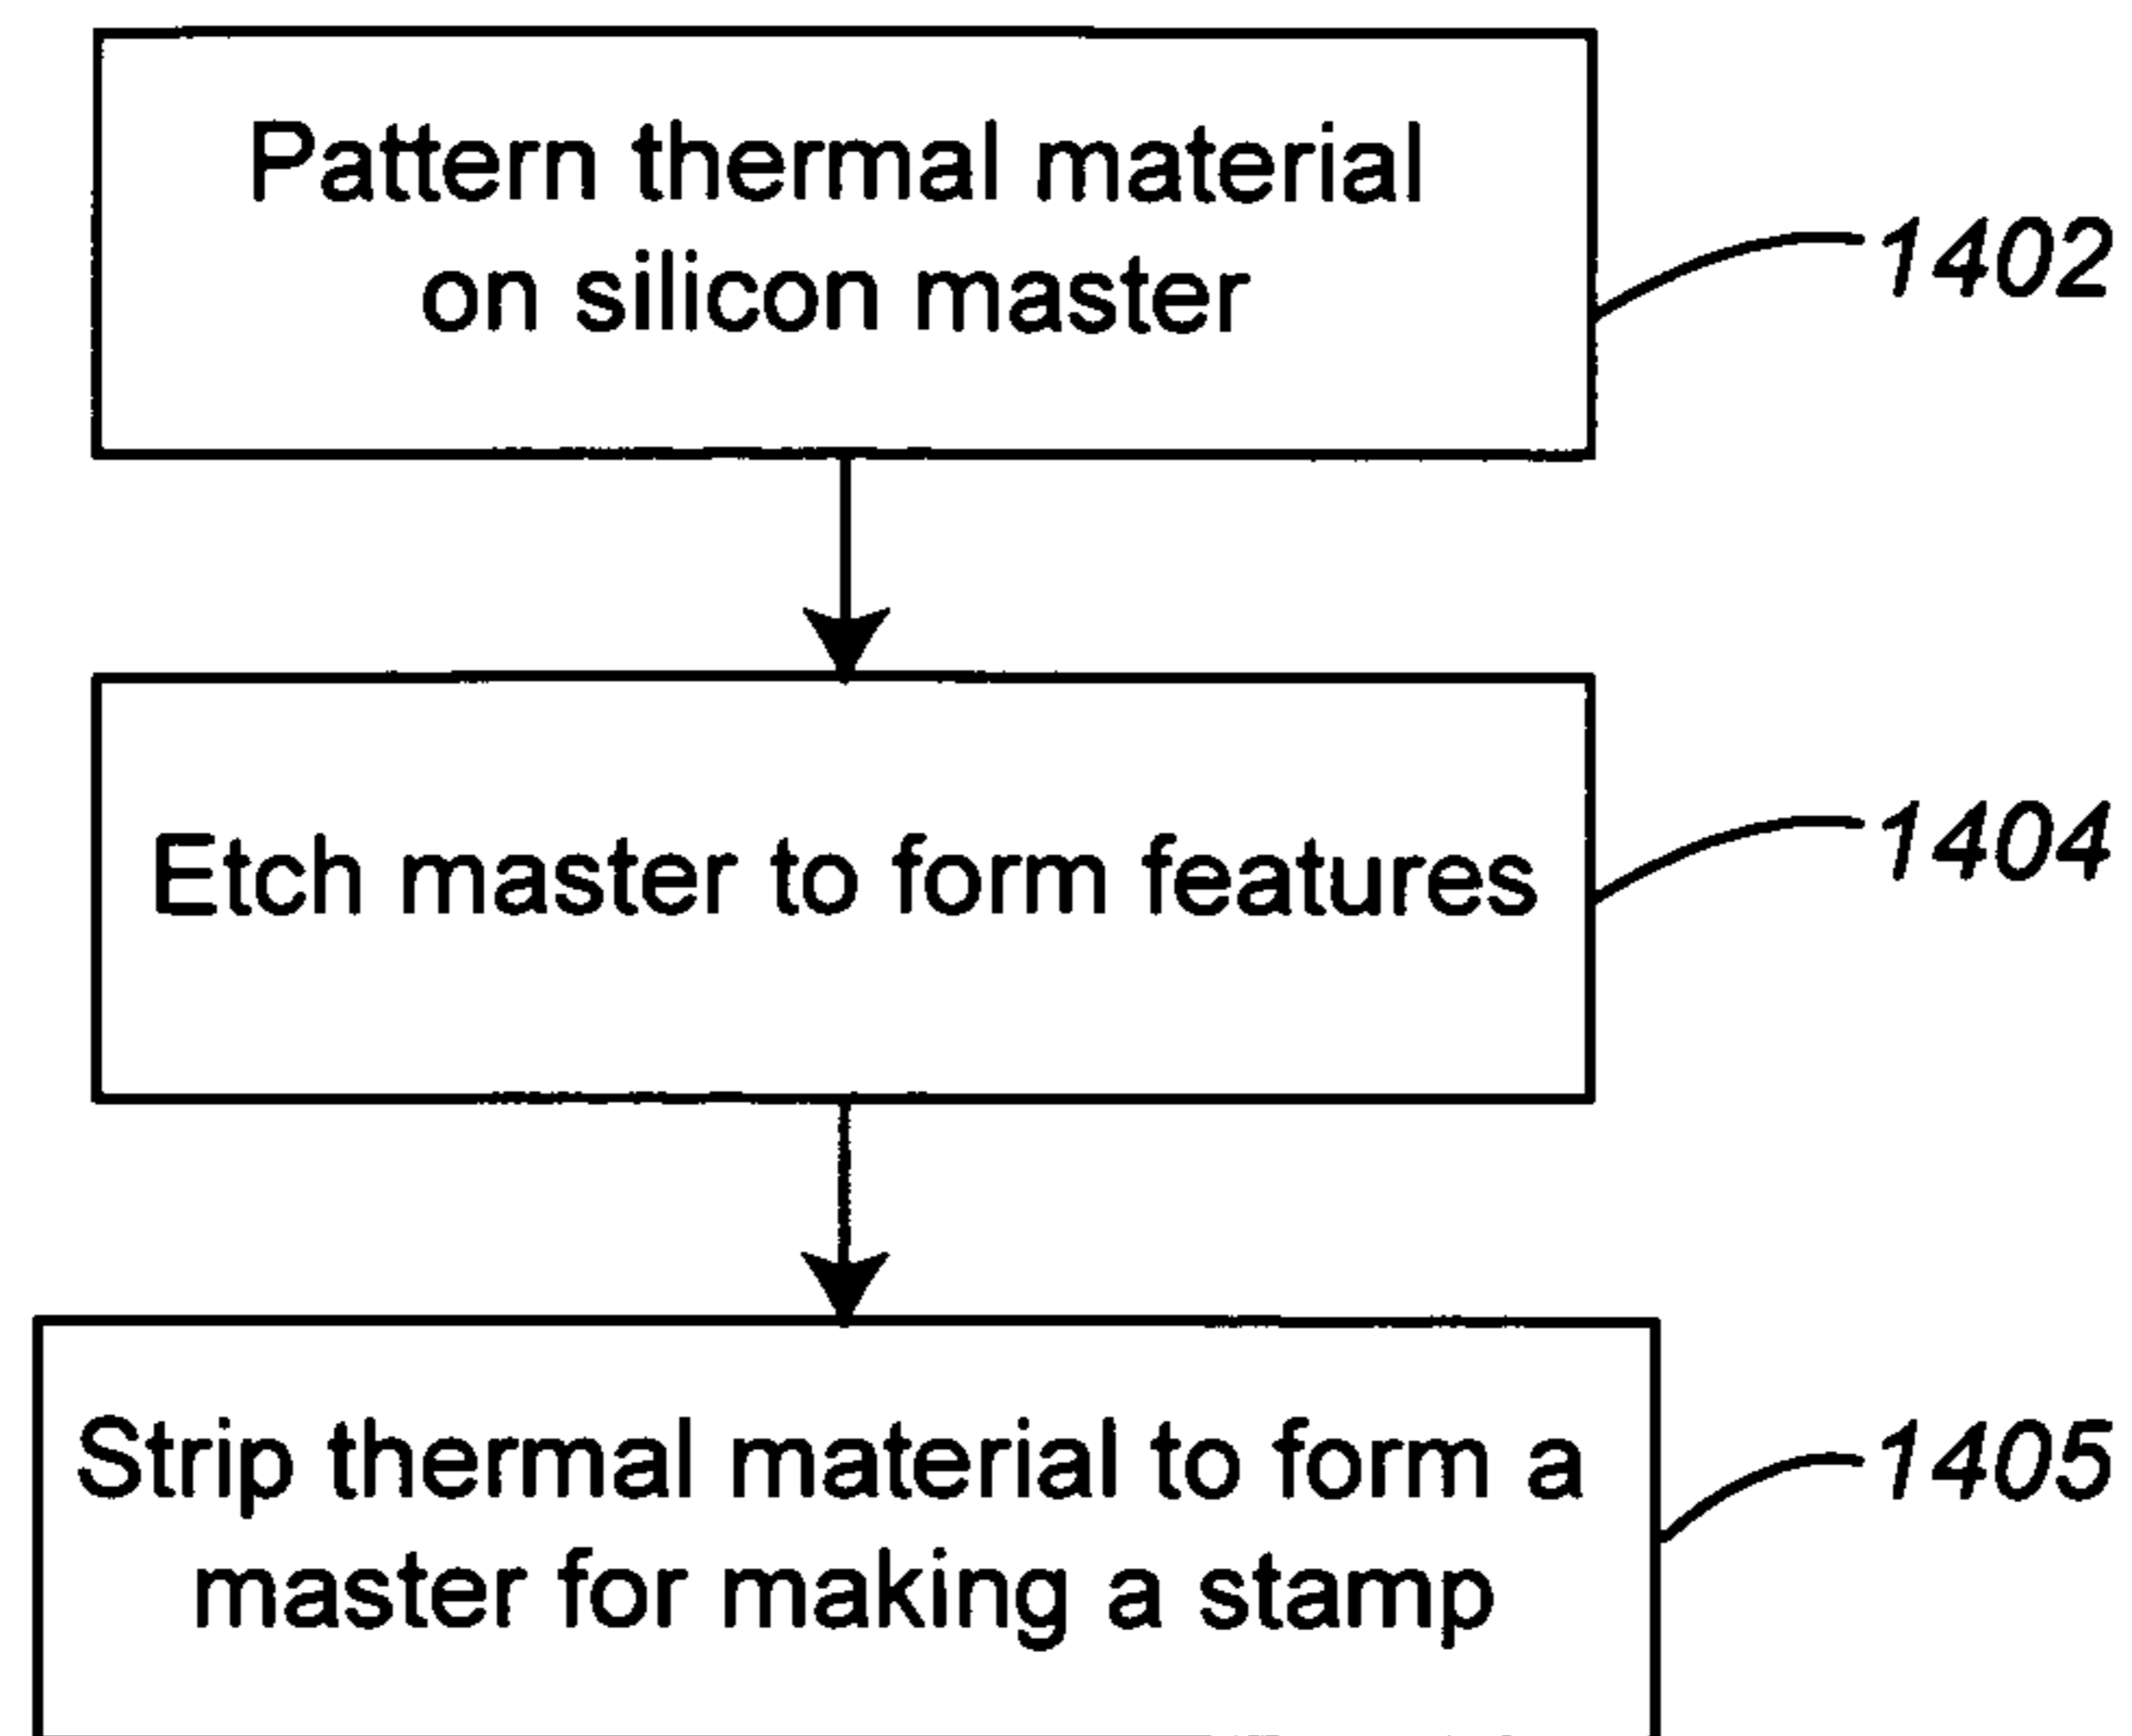 Pattern thermal material
on silicon master
1402
Etch master to form features
1404
Strip thermal material to form a
master for making a stamp
1405